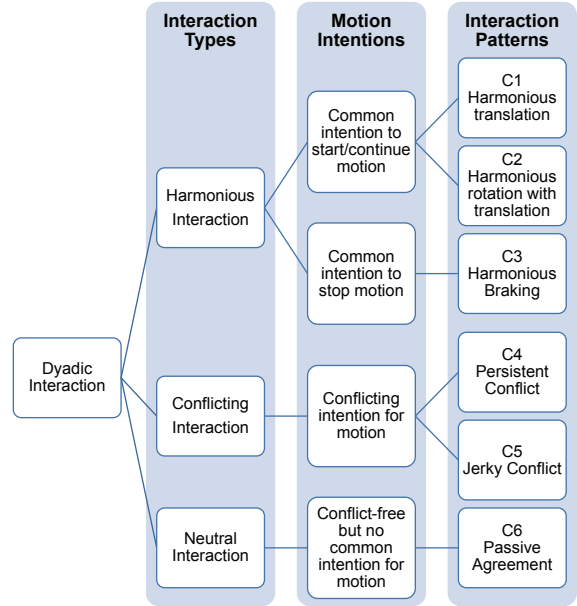 Interaction
Types
Motion
Intentions
Interaction
Patterns
Dyadic
Interaction
Harmonious
Interaction
Conflicting
Interaction
Neutral
Interaction
Common
intention to
start/continue
motion
Common
intention to
stop motion
Conflicting
intention for
motion
Conflict-free
but no
common
intention for
motion
C1
Harmonious
translation
C2
Harmonious
rotation with
translation
C3
Harmonious
Braking
C4
Persistent
Conflict
C5
Jerky Conflict
C6
Passive
Agreement